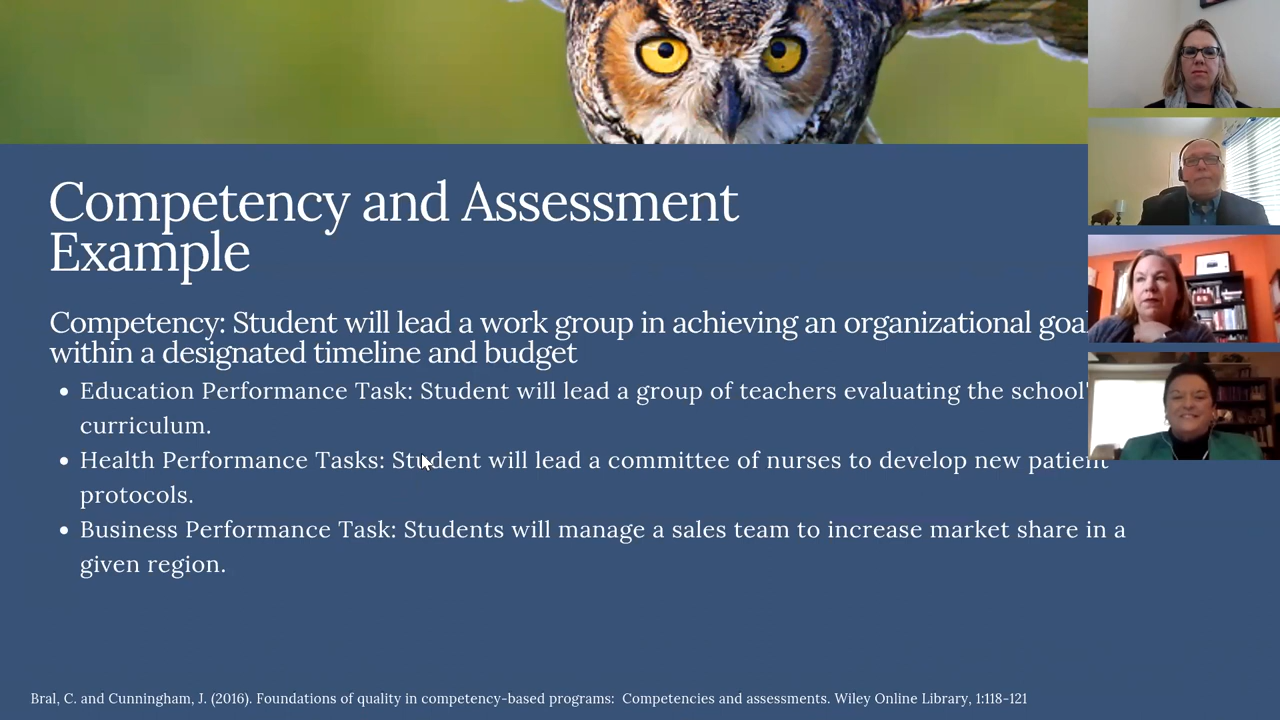 Competency and Assessment
Example
Competency: Student will lead a work group in achieving an organizational goal
within a designated timeline and budget
• Education Performance Task: Student will lead a group of teachers evaluating the school'
curriculum.
• Health Performance Tasks: Student will lead a committee of nurses to develop new patient
protocols.
• Business Performance Task: Students will manage a sales team to increase market share in a
given region.
Bral, C. and Cunningham, J. (2016). Foundations of quality in competency-based programs:  Competencies and assessments. Wiley Online Library, 1:118-121